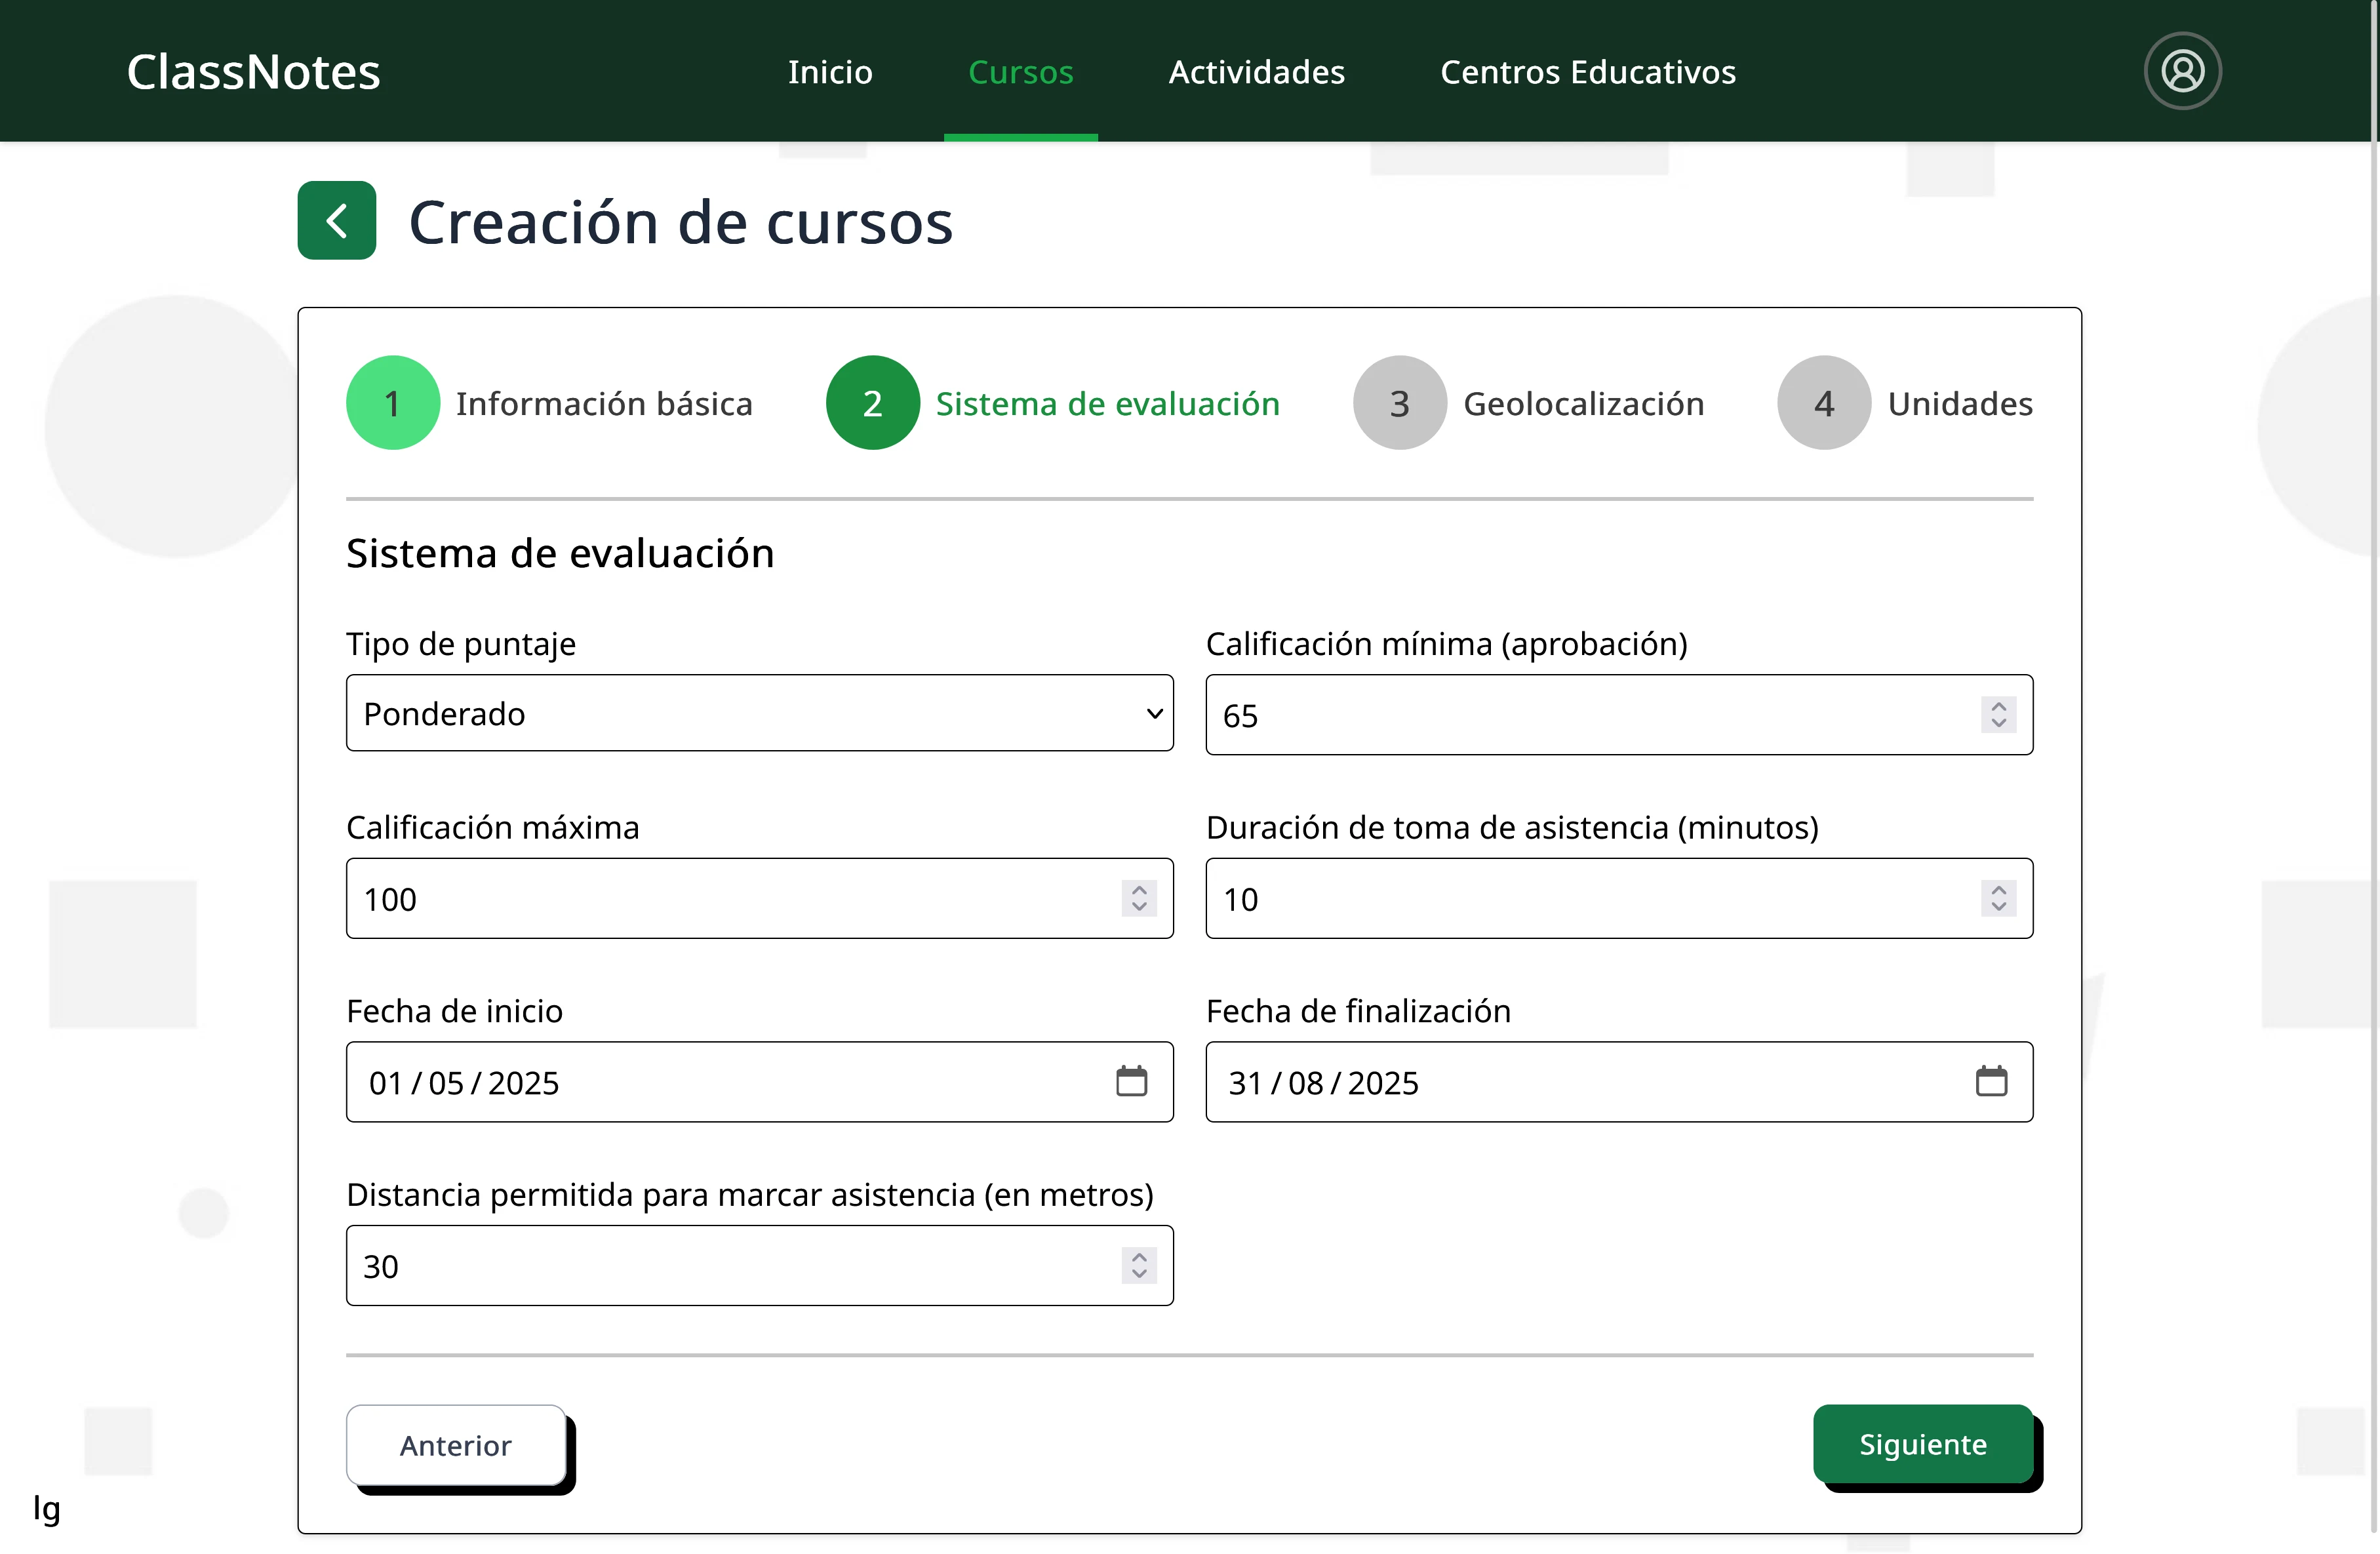 ClassNotes Inicio Cursos Actividades Centros Educativos
Creación de cursos
1 Información básica 2 Sistema de evaluación 3 Geolocalización 4 Unidades
Sistema de evaluación
Tipo de puntaje
Ponderado
Calificación mínima (aprobación)
65
Calificación máxima
100
Duración de toma de asistencia (minutos)
10
Fecha de inicio
01 / 05 / 2025
Fecha de finalización
31 / 08 / 2025
Distancia permitida para marcar asistencia (en metros)
30
Anterior
Siguiente
lg